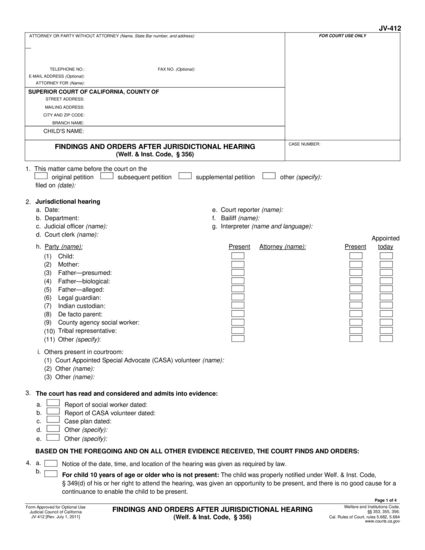 JV-412
ATTORNEY OR PARTY WITHOUT ATTORNEY (Name, State Bar number, and address):
FOR COURT USE ONLY
TELEPHONE NO.: FAX NO. (Optional):
E-MAIL ADDRESS (Optional):
ATTORNEY FOR (Name):
SUPERIOR COURT OF CALIFORNIA, COUNTY OF
STREET ADDRESS:
MAILING ADDRESS:
CITY AND ZIP CODE:
BRANCH NAME:
CHILD'S NAME:
FINDINGS AND ORDERS AFTER JURISDICTIONAL HEARING
(Welf. & Inst. Code, § 356)
CASE NUMBER:
1. This matter came before the court on the
original petition subsequent petition supplemental petition other (specify):
filed on (date):
2. Jurisdictional hearing
a. Date: e. Court reporter (name):
b. Department: f. Bailiff (name):
c. Judicial officer (name): g. Interpreter (name and language):
d. Court clerk (name):
Appointed
h. Party (name): Present Attorney (name): Present today
(1) Child:
(2) Mother:
(3) Father—presumed:
(4) Father—biological:
(5) Father—alleged:
(6) Legal guardian:
(7) Indian custodian:
(8) De facto parent:
(9) County agency social worker:
(10) Tribal representative:
(11) Other (specify):
i. Others present in courtroom:
(1) Court Appointed Special Advocate (CASA) volunteer (name):
(2) Other (name):
(3) Other (name):
3. The court has read and considered and admits into evidence:
a. Report of social worker dated:
b. Report of CASA volunteer dated:
c. Case plan dated:
d. Other (specify):
e. Other (specify):
BASED ON THE FOREGOING AND ON ALL OTHER EVIDENCE RECEIVED, THE COURT FINDS AND ORDERS:
4. a. Notice of the date, time, and location of the hearing was given as required by law.
b. For child 10 years of age or older who is not present: The child was properly notified under Welf. & Inst. Code,
§ 349(d) of his or her right to attend the hearing, was given an opportunity to be present, and there is no good cause for a
continuance to enable the child to be present.
Page 1 of 4
Form Approved for Optional Use
Judicial Council of California
JV-412 [Rev. July 1, 2011]
FINDINGS AND ORDERS AFTER JURISDICTIONAL HEARING
(Welf. & Inst. Code, § 356)
Welfare and Institutions Code,
§§ 353, 355, 356;
Cal. Rules of Court, rules 5.682, 5.684
www.courts.ca.gov